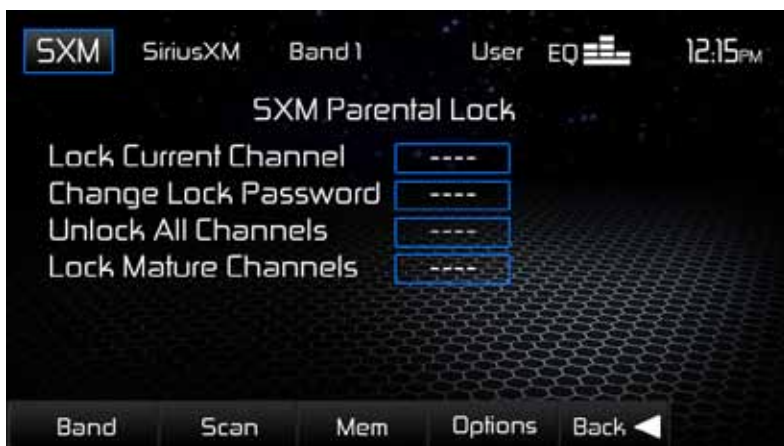 SXM SiriusXM Band 1 User EQ 12:15PM
SXM Parental Lock
Lock Current Channel ----
Change Lock Password ----
Unlock All Channels ----
Lock Mature Channels ----
Band Scan Mem Options Back